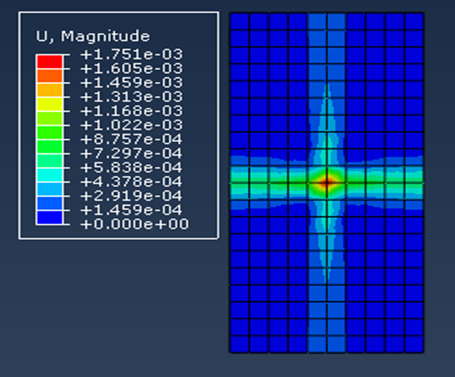 U, Magnitude
+1.751e-03
+1.605e-03
+1.459e-03
+1.313e-03
+1.168e-03
+1.022e-03
+8.757e-04
+7.297e-04
+5.838e-04
+4.378e-04
+2.919e-04
+1.459e-04
+0.000e+00